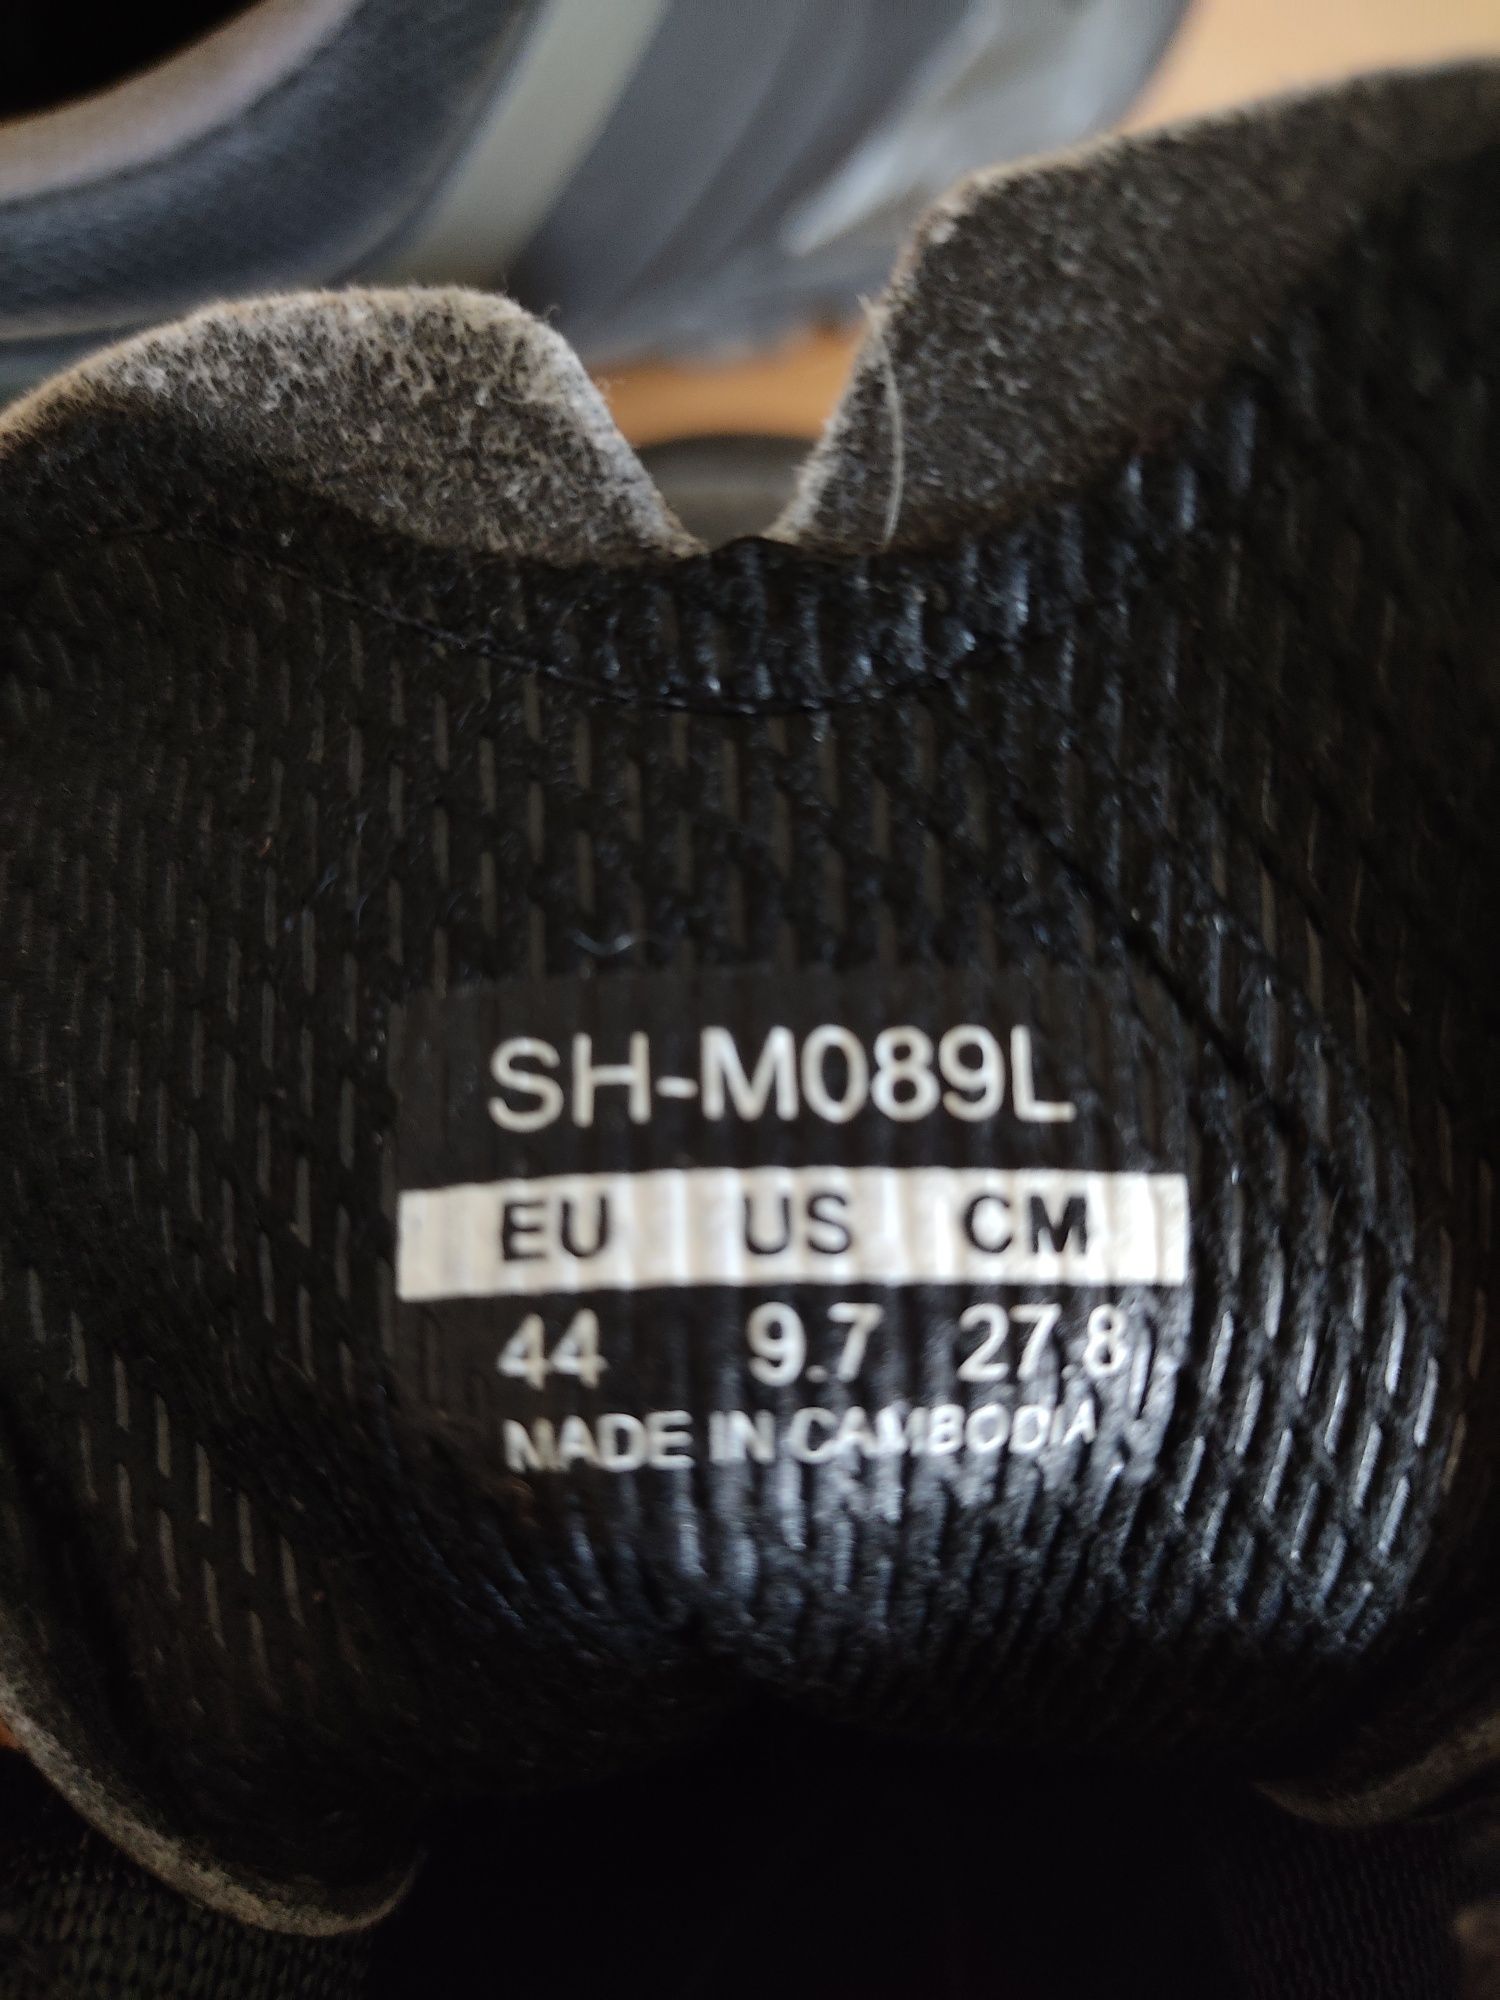 SH-M089L
EU US CM
44 9.7 27.8
MADE IN CAMBODIA